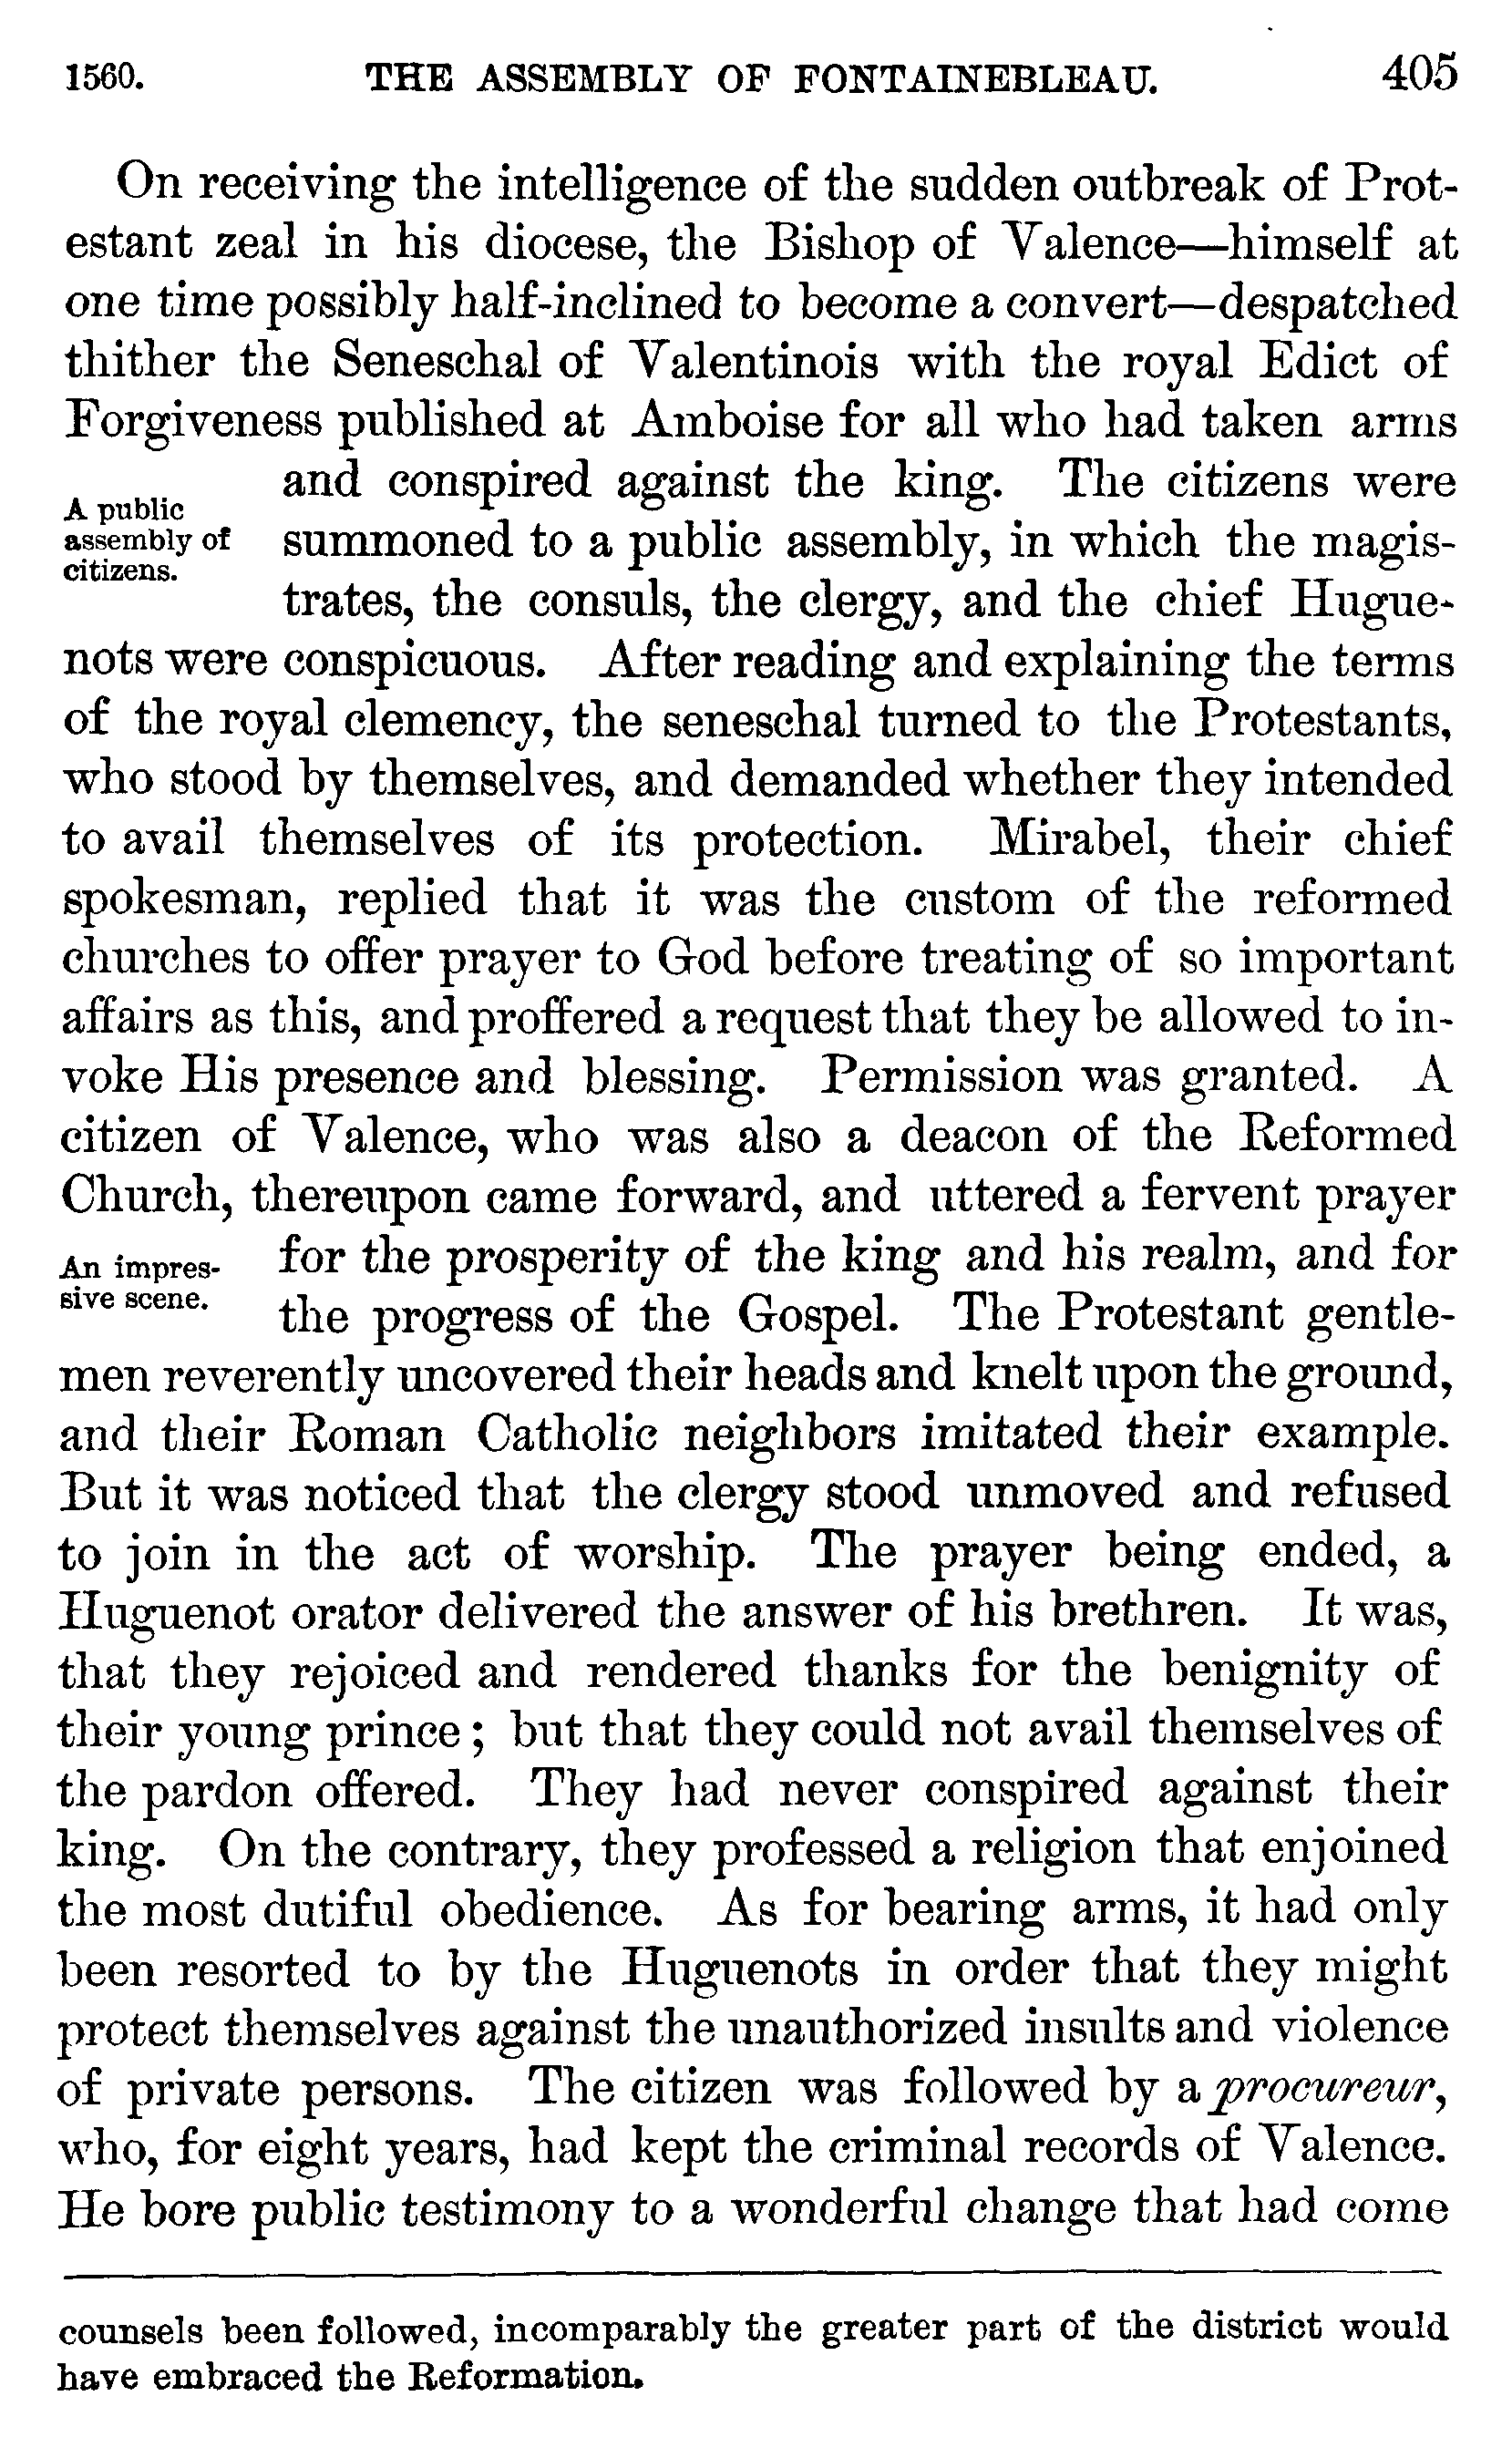 1560. THE ASSEMBLY OF FONTAINEBLEAU. 405
On receiving the intelligence of the sudden outbreak of Prot-
estant zeal in his diocese, the Bishop of Valence—himself at
one time possibly half-inclined to become a convert—despatched
thither the Seneschal of Valentinois with the royal Edict of
Forgiveness published at Amboise for all who had taken arms
and conspired against the king. The citizens were
A public
assembly of
citizens.
summoned to a public assembly, in which the magis-
trates, the consuls, the clergy, and the chief Hugue-
nots were conspicuous. After reading and explaining the terms
of the royal clemency, the seneschal turned to the Protestants,
who stood by themselves, and demanded whether they intended
to avail themselves of its protection. Mirabel, their chief
spokesman, replied that it was the custom of the reformed
churches to offer prayer to God before treating of so important
affairs as this, and proffered a request that they be allowed to in-
voke His presence and blessing. Permission was granted. A
citizen of Valence, who was also a deacon of the Reformed
Church, thereupon came forward, and uttered a fervent prayer
An impres-
sive scene.
for the prosperity of the king and his realm, and for
the progress of the Gospel. The Protestant gentle-
men reverently uncovered their heads and knelt upon the ground,
and their Roman Catholic neighbors imitated their example.
But it was noticed that the clergy stood unmoved and refused
to join in the act of worship. The prayer being ended, a
Huguenot orator delivered the answer of his brethren. It was,
that they rejoiced and rendered thanks for the benignity of
their young prince; but that they could not avail themselves of
the pardon offered. They had never conspired against their
king. On the contrary, they professed a religion that enjoined
the most dutiful obedience. As for bearing arms, it had only
been resorted to by the Huguenots in order that they might
protect themselves against the unauthorized insults and violence
of private persons. The citizen was followed by a procureur,
who, for eight years, had kept the criminal records of Valence.
He bore public testimony to a wonderful change that had come
counsels been followed, incomparably the greater part of the district would
have embraced the Reformation.